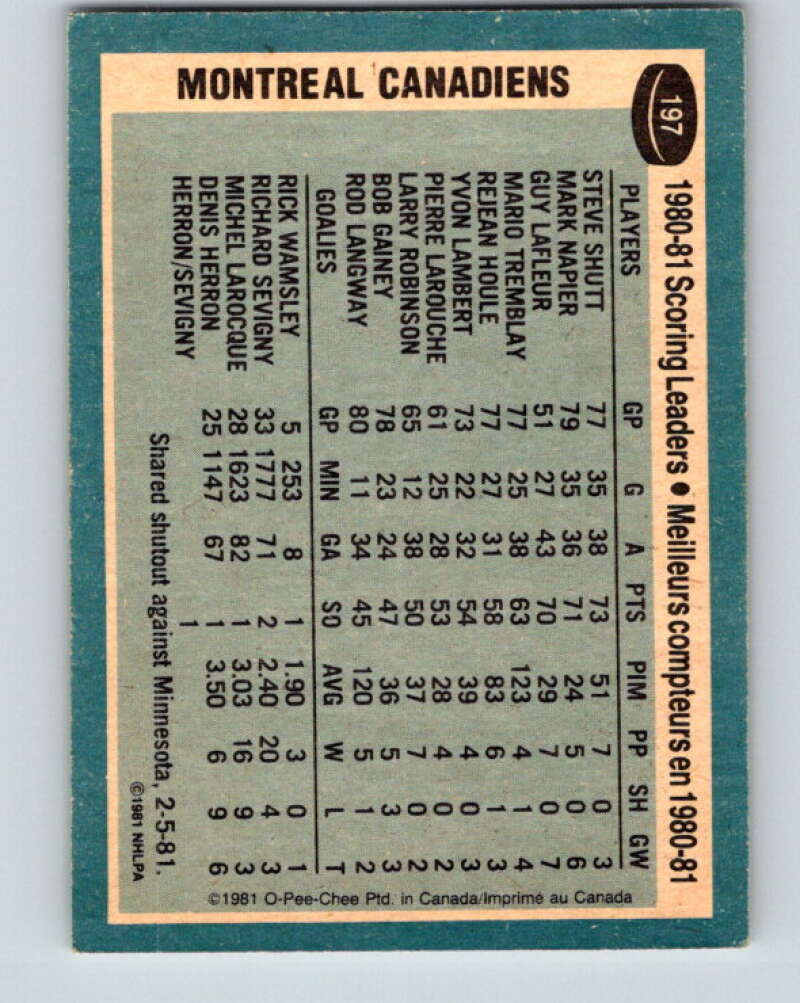 MONTREAL CANADIENS
197
1980-81 Scoring Leaders • Meilleurs compteurs en 1980-81
PLAYERS GP G A PTS PIM PP SH GW
STEVE SHUTT 77 35 38 73 51 7 0 3
MARK NAPIER 79 35 36 71 24 5 0 6
GUY LAFLEUR 51 27 43 70 29 7 0 7
MARIO TREMBLAY 77 25 38 63 123 4 1 4
REJEAN HOULE 77 27 31 58 83 6 1 3
YVON LAMBERT 73 22 32 54 39 4 0 3
PIERRE LAROUCHE 61 25 28 53 28 4 0 2
LARRY ROBINSON 65 12 38 50 37 7 0 2
BOB GAINEY 78 23 24 47 36 5 3 3
ROD LANGWAY 80 11 34 45 120 5 1 2
GOALIES GP MIN GA SO AVG W L T
RICK WAMSLEY 5 253 8 1 1.90 3 0 1
RICHARD SEVIGNY 33 1777 71 2 2.40 20 4 3
MICHEL LAROCQUE 28 1623 82 1 3.03 16 9 3
DENIS HERRON 25 1147 67 1 3.50 6 9 6
HERRON/SEVIGNY 1
Shared shutout against Minnesota, 2-5-81.
©1981 NHLPA
©1981 O-Pee-Chee Ptd. in Canada/Imprimé au Canada